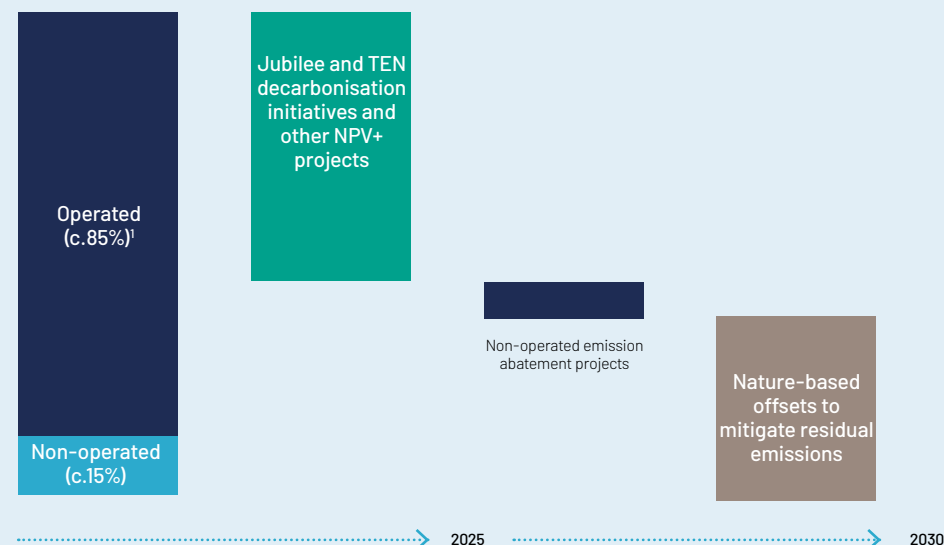 Operated
(c.85%)¹
Non-operated
(c.15%)
Jubilee and TEN
decarbonisation
initiatives and
other NPV+
projects
Non-operated emission
abatement projects
Nature-based
offsets to
mitigate residual
emissions
2025
2030